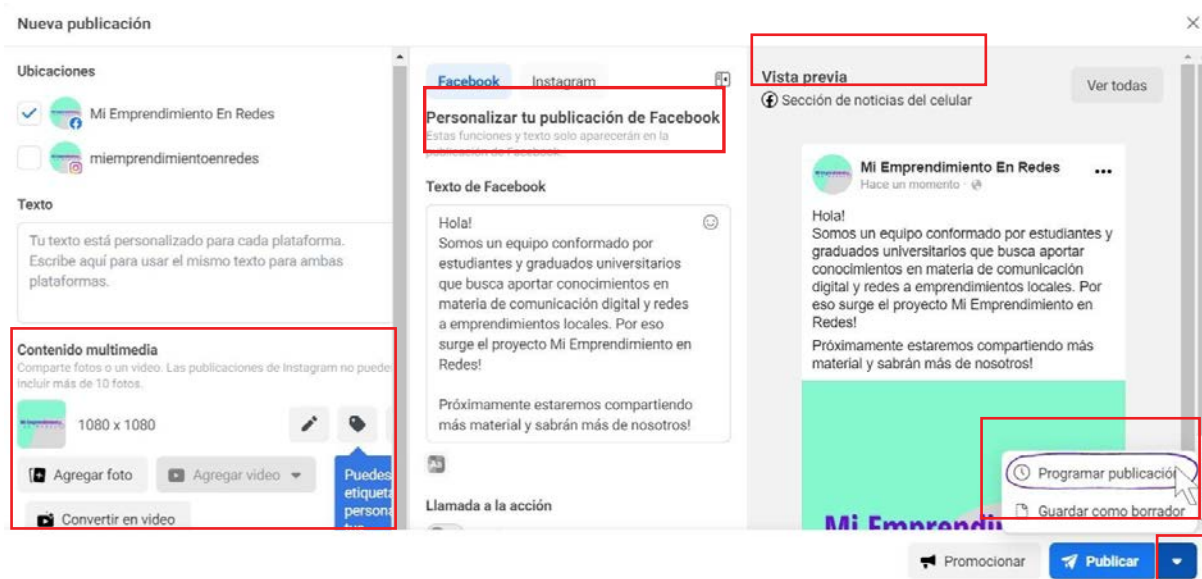 Nueva publicación
Ubicaciones
Mi Emprendimiento En Redes
miemprendimientoenredes
Texto
Tu texto está personalizado para cada plataforma.
Escribe aquí para usar el mismo texto para ambas
plataformas.
Contenido multimedia
Comparte fotos o un video. Las publicaciones de Instagram no pueden
incluir más de 10 fotos.
1080 x 1080
Agregar foto
Agregar video
Convertir en video
Puedes
etiqueta
persona
tus
Facebook
Instagram
Personalizar tu publicación de Facebook
Estas funciones y texto solo aparecerán en la
publicación de Facebook.
Texto de Facebook
Hola!
Somos un equipo conformado por
estudiantes y graduados universitarios
que busca aportar conocimientos en
materia de comunicación digital y redes
a emprendimientos locales. Por eso
surge el proyecto Mi Emprendimiento en
Redes!
Próximamente estaremos compartiendo
más material y sabrán más de nosotros!
Llamada a la acción
Vista previa
Sección de noticias del celular
Ver todas
Mi Emprendimiento En Redes
Hace un momento ·
Hola!
Somos un equipo conformado por estudiantes y
graduados universitarios que busca aportar
conocimientos en materia de comunicación
digital y redes a emprendimientos locales. Por
eso surge el proyecto Mi Emprendimiento en
Redes!
Próximamente estaremos compartiendo más
material y sabrán más de nosotros!
Mi Emprendi
Programar publicación
Guardar como borrador
Promocionar
Publicar